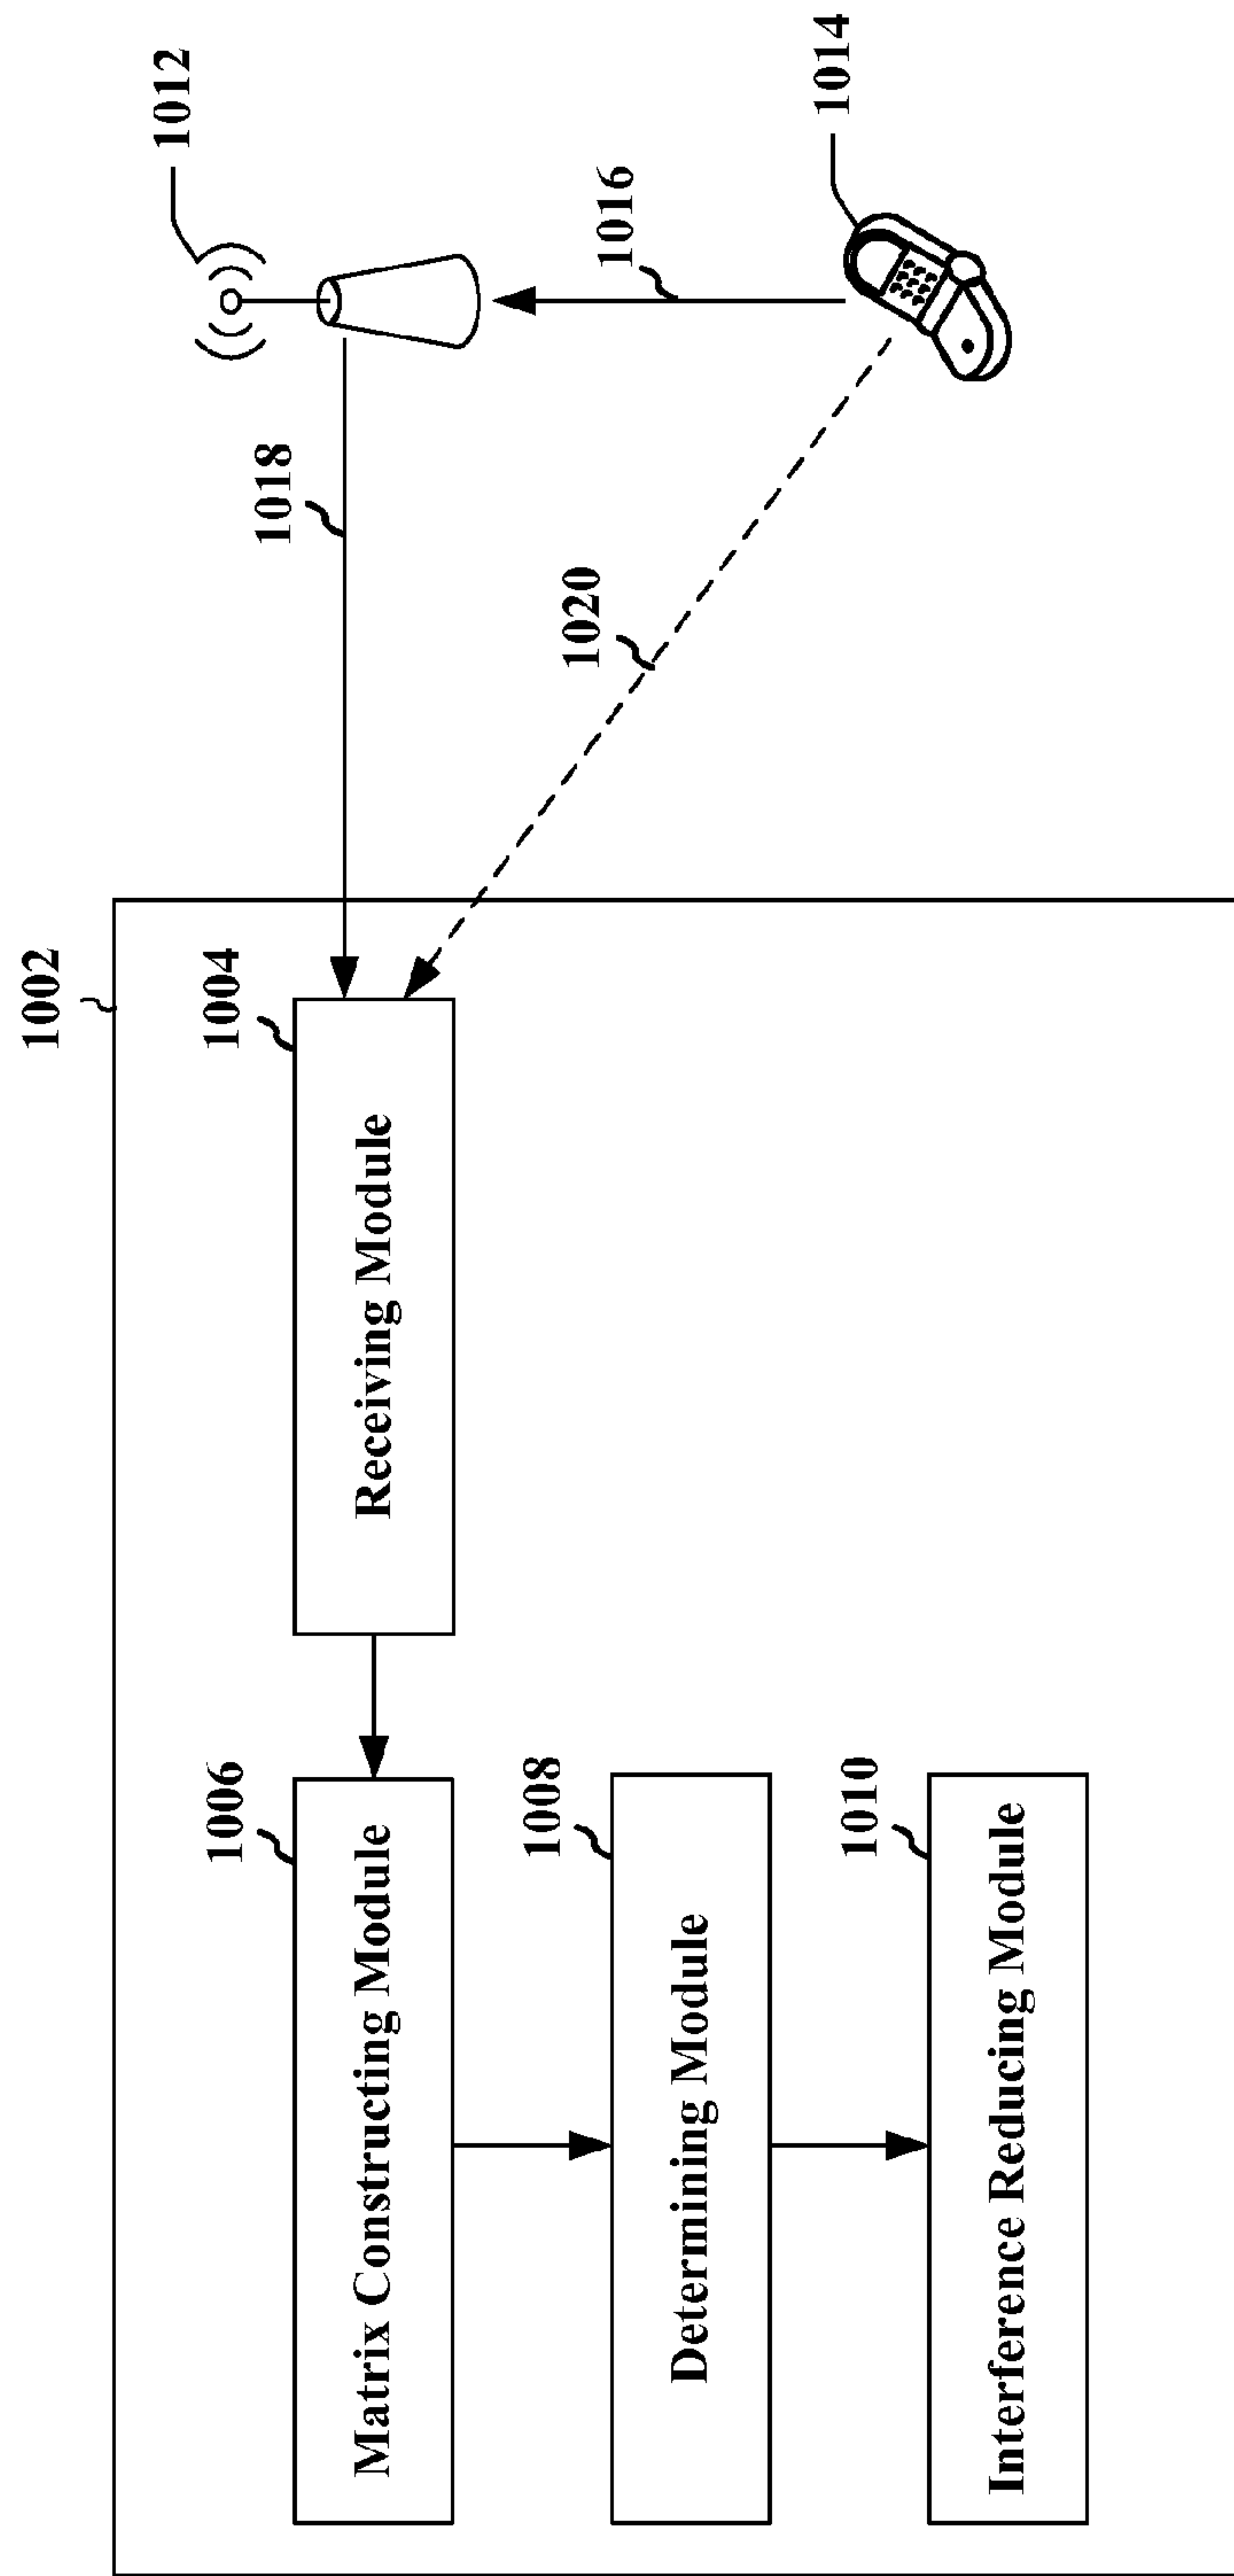 1002
1004
Receiving Module
1006
Matrix Constructing Module
1008
Determining Module
1010
Interference Reducing Module
1012
1018
1016
1020
1014